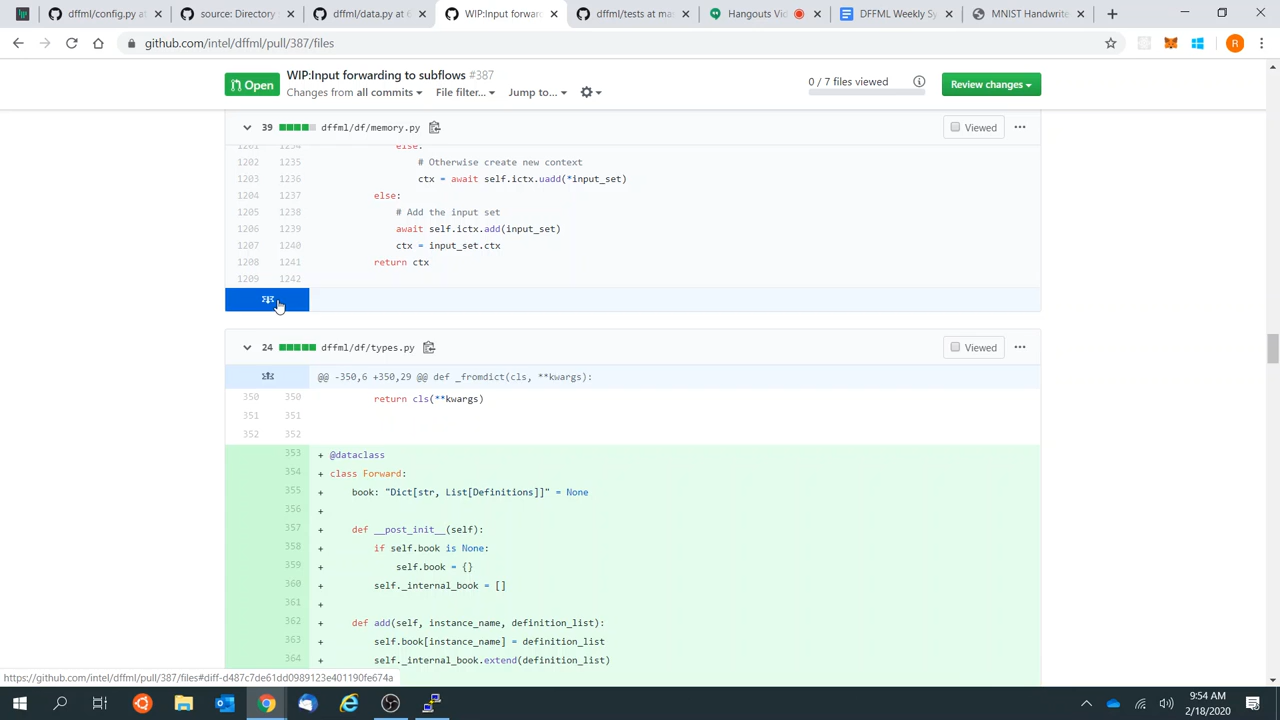 dffml/config.py at
source: Directory
dffml/data.py at
WIP:Input forwar
dffml/tests at ma
Hangouts Vid
DFFML Weekly Sy
MNIST Handwrite
github.com/intel/dffml/pull/387/files
R
Open
WIP:Input forwarding to subflows #387
Changes from all commits
File filter...
Jump to...
0 / 7 files viewed
Review changes
39 dffml/df/memory.py
Viewed
1201 1234 else:
1202 1235 # Otherwise create new context
1203 1236 ctx = await self.ictx.uadd(*input_set)
1204 1237 else:
1205 1238 # Add the input set
1206 1239 await self.ictx.add(input_set)
1207 1240 ctx = input_set.ctx
1208 1241 return ctx
1209 1242
24 dffml/df/types.py
Viewed
@@ -350,6 +350,29 @@ def _fromdict(cls, **kwargs):
350 350 return cls(**kwargs)
351 351
352 352
353 + @dataclass
354 + class Forward:
355 + book: "Dict[str, List[Definitions]]" = None
356 +
357 + def __post_init__(self):
358 + if self.book is None:
359 + self.book = {}
360 + self._internal_book = []
361 +
362 + def add(self, instance_name, definition_list):
363 + self.book[instance_name] = definition_list
364 + self._internal_book.extend(definition_list)
https://github.com/intel/dffml/pull/387/files#diff-d487c7de61dd0989123e401190fe674a
9:54 AM
2/18/2020